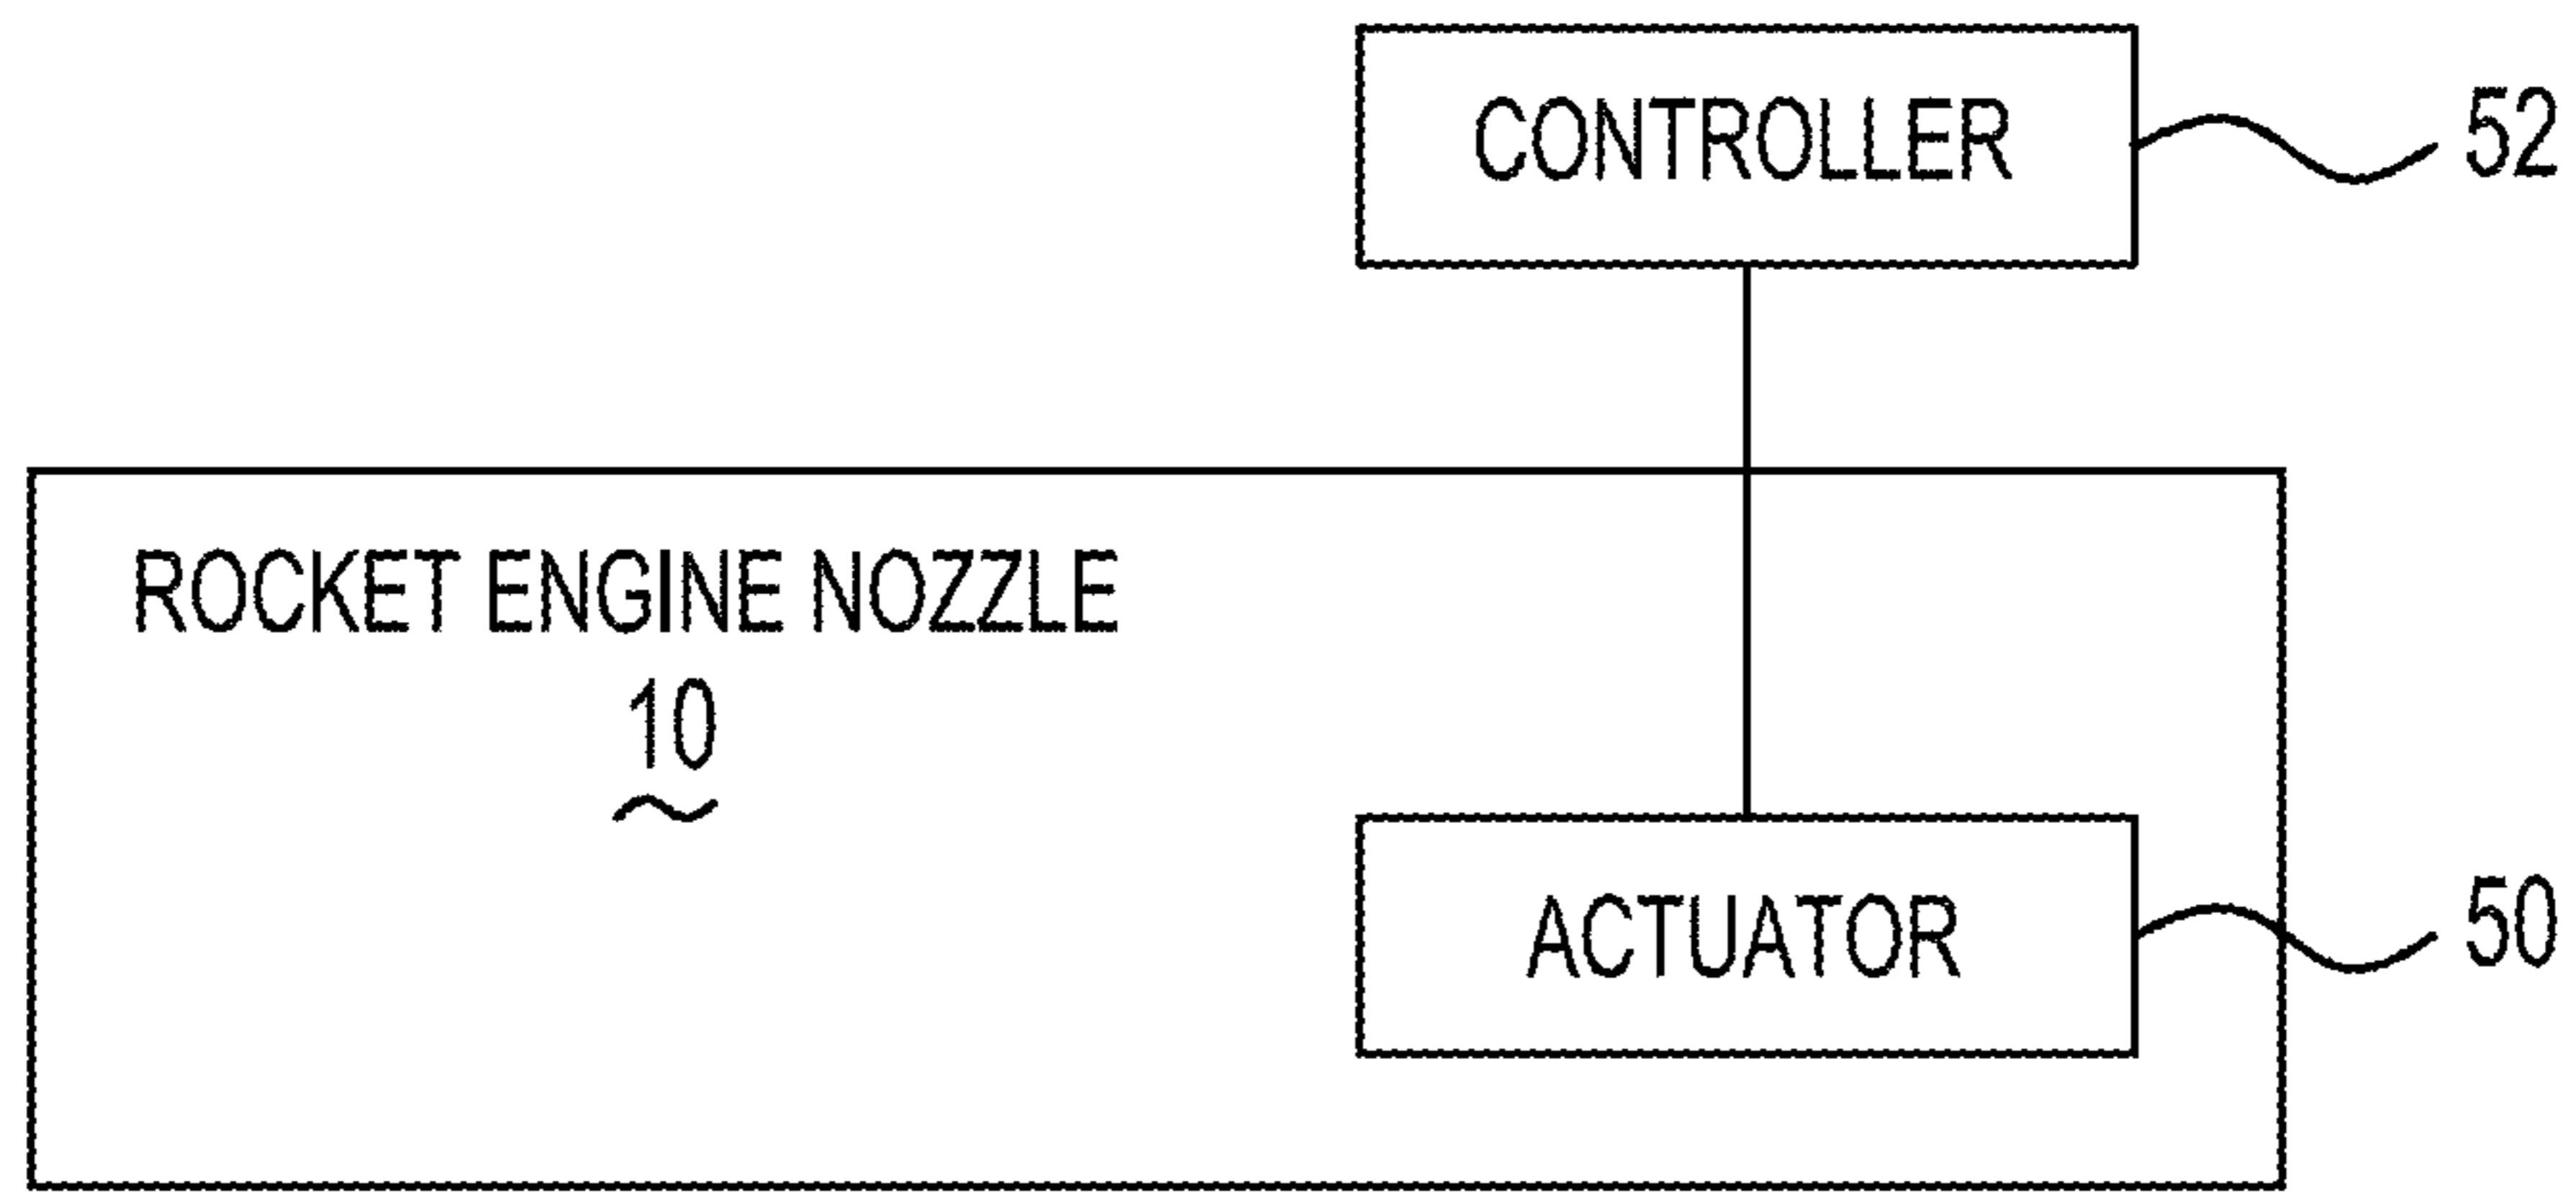 CONTROLLER
52
ROCKET ENGINE NOZZLE
10
ACTUATOR
50